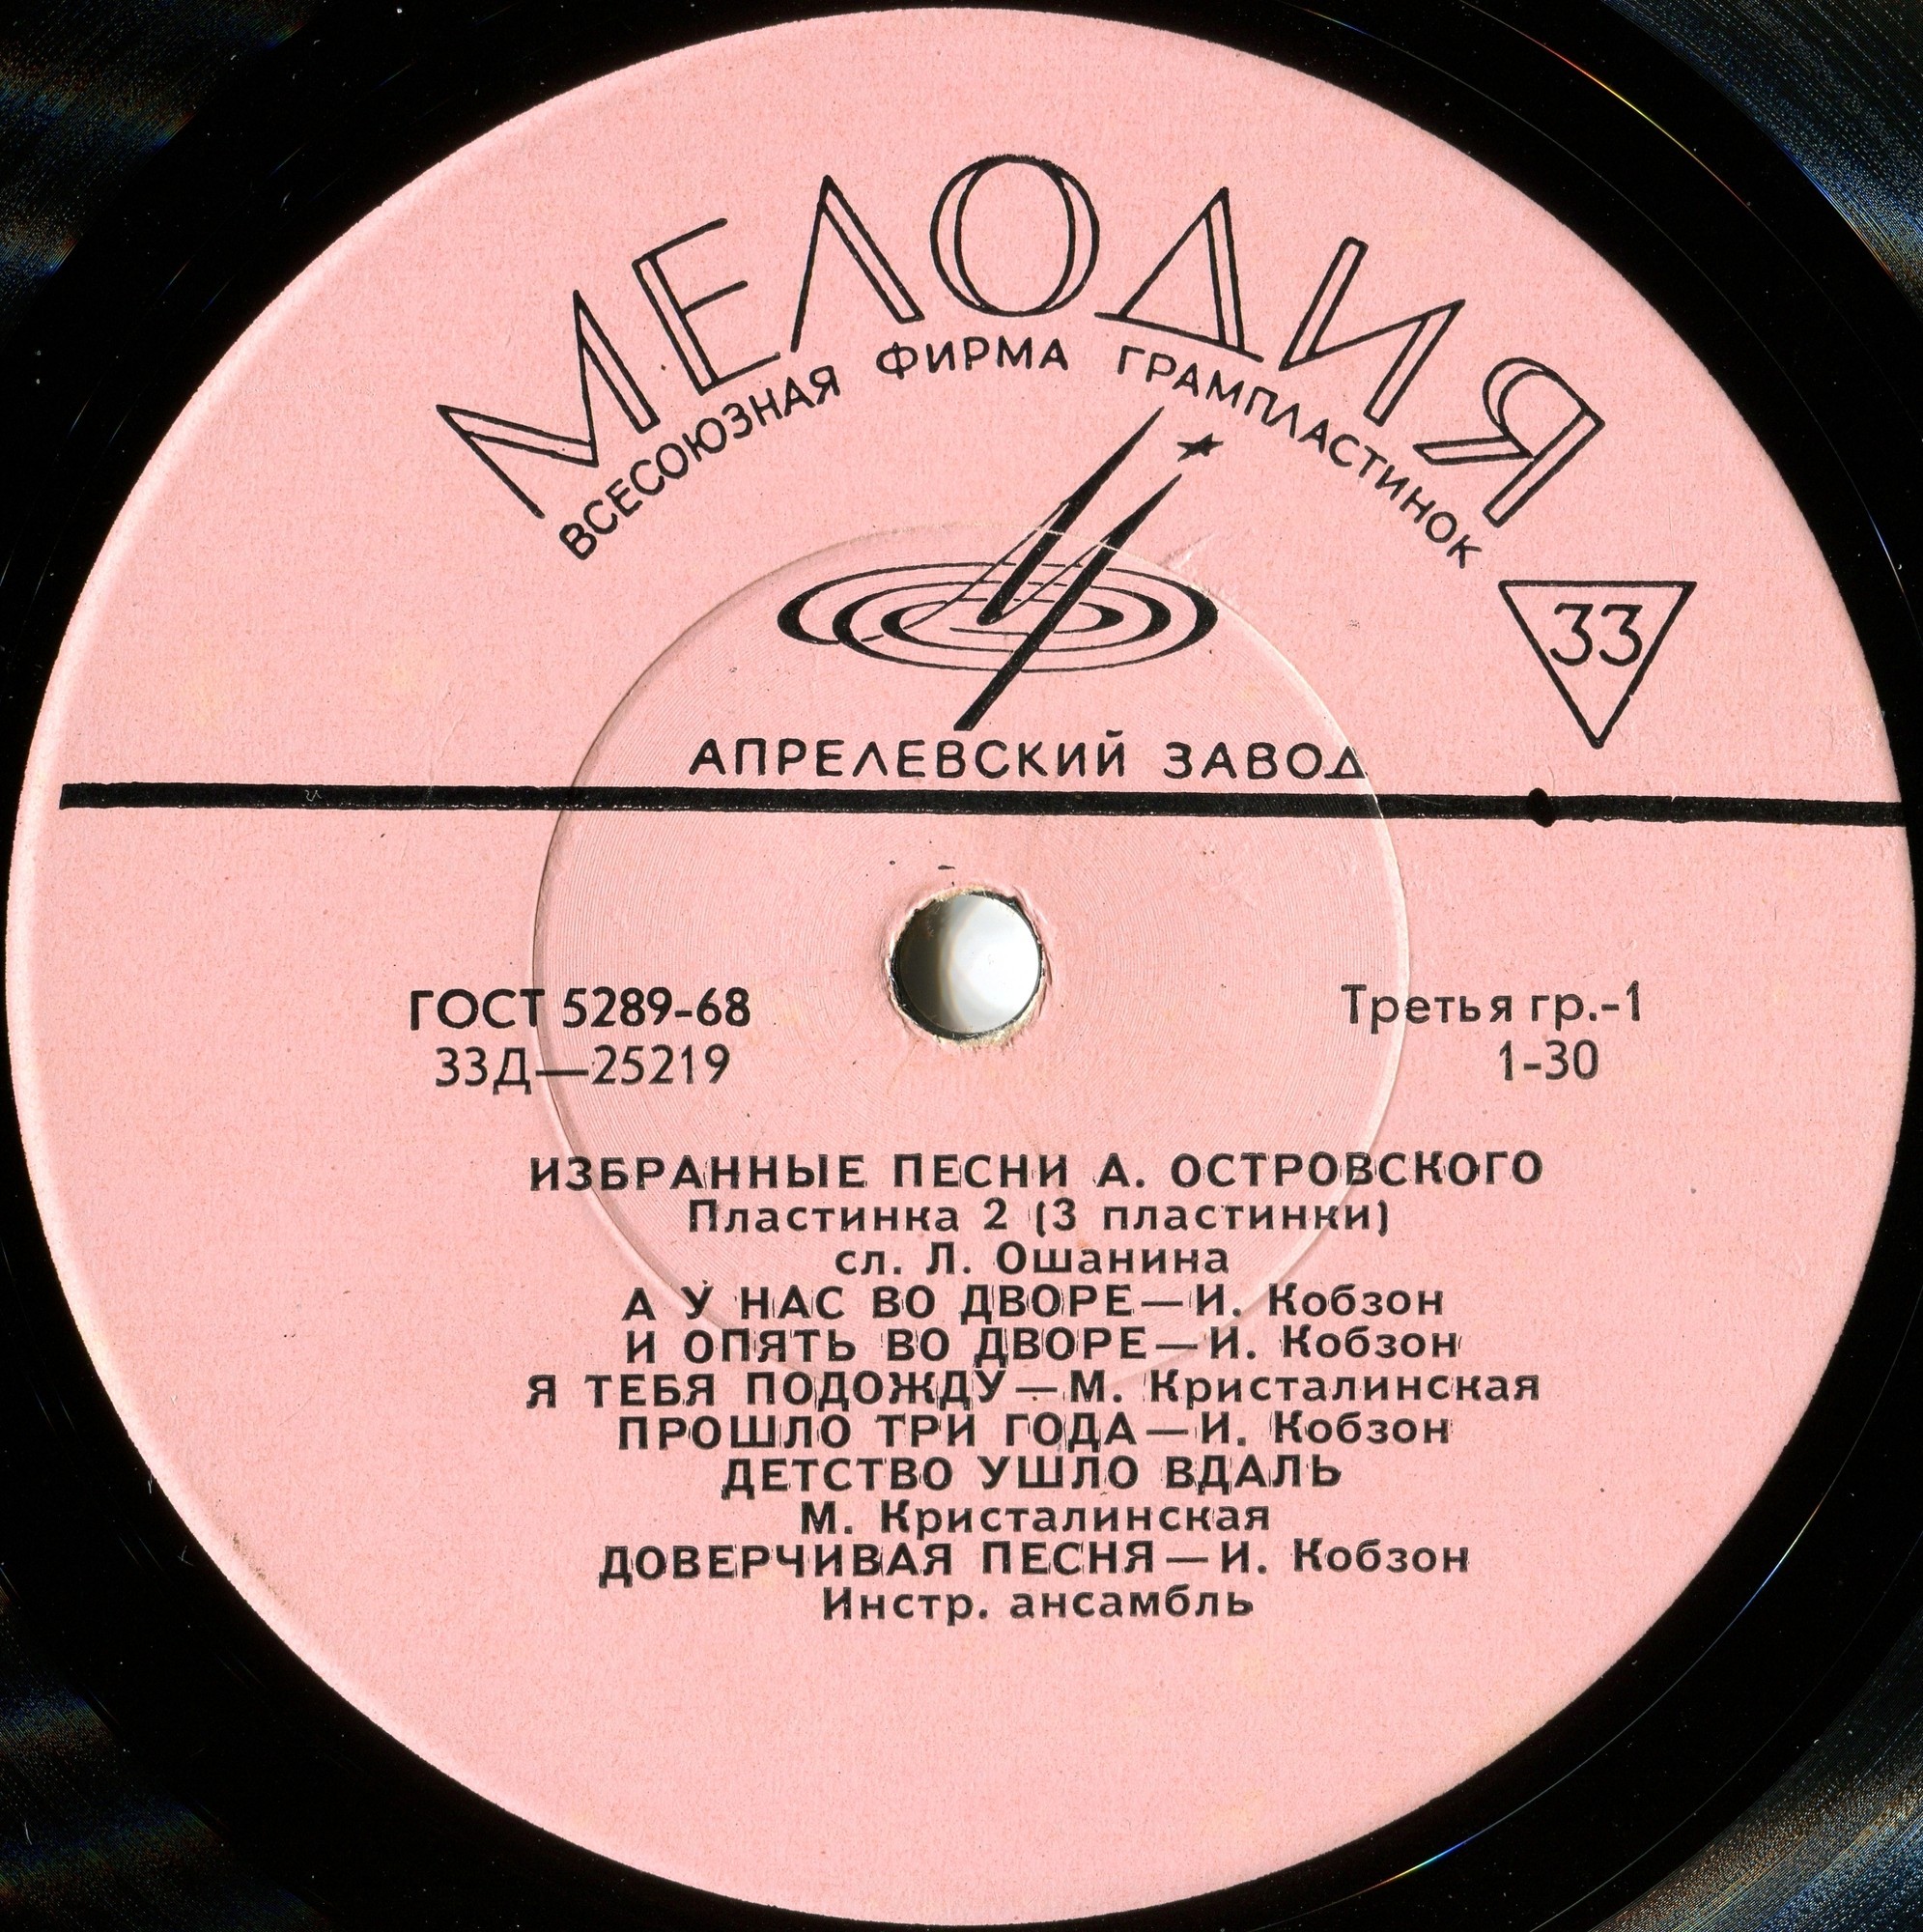 МЕЛОДИЯ
ВСЕСОЮЗНАЯ ФИРМА ГРАМПЛАСТИНОК
33
АПРЕЛЕВСКИЙ ЗАВОД
ГОСТ 5289-68
Третья гр.-1
33Д—25219
1-30
ИЗБРАННЫЕ ПЕСНИ А. ОСТРОВСКОГО
Пластинка 2 (3 пластинки)
сл. Л. Ошанина
А У НАС ВО ДВОРЕ—И. Кобзон
И ОПЯТЬ ВО ДВОРЕ—И. Кобзон
Я ТЕБЯ ПОДОЖДУ—М. Кристалинская
ПРОШЛО ТРИ ГОДА—И. Кобзон
ДЕТСТВО УШЛО ВДАЛЬ
М. Кристалинская
ДОВЕРЧИВАЯ ПЕСНЯ—И. Кобзон
Инстр. ансамбль